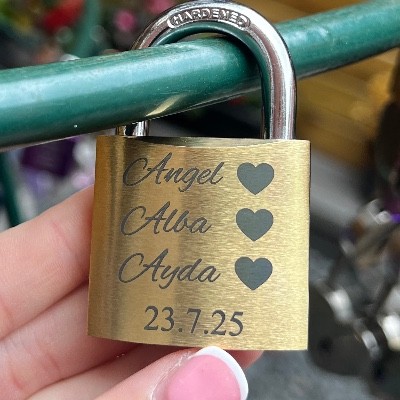 HARDENED
Angel ♥
Alba ♥
Ayda ♥
23.7.25